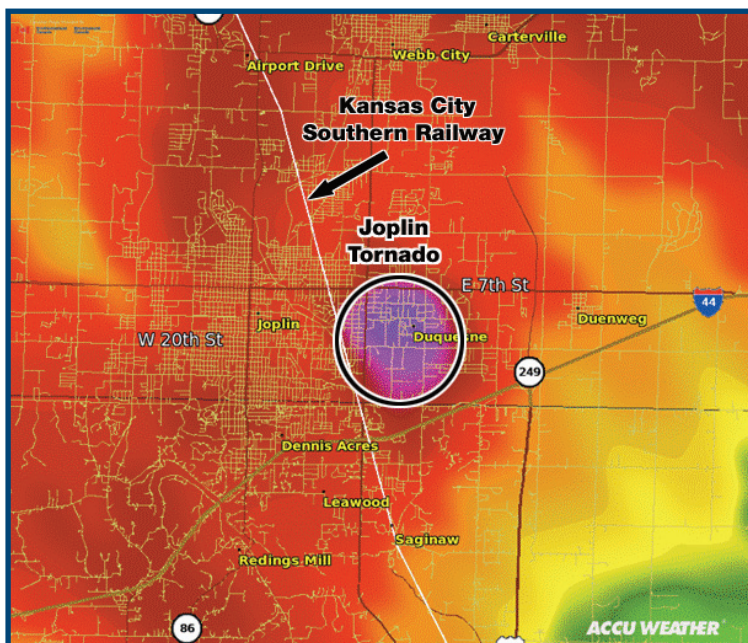 Carterville
Webb City
Airport Drive
Kansas City
Southern Railway
Joplin
Tornado
E 7th St
44
Duenweg
Joplin
Duquesne
W 20th St
249
Dennis Acres
Leawood
Saginaw
Redings Mill
86
ACCU WEATHER